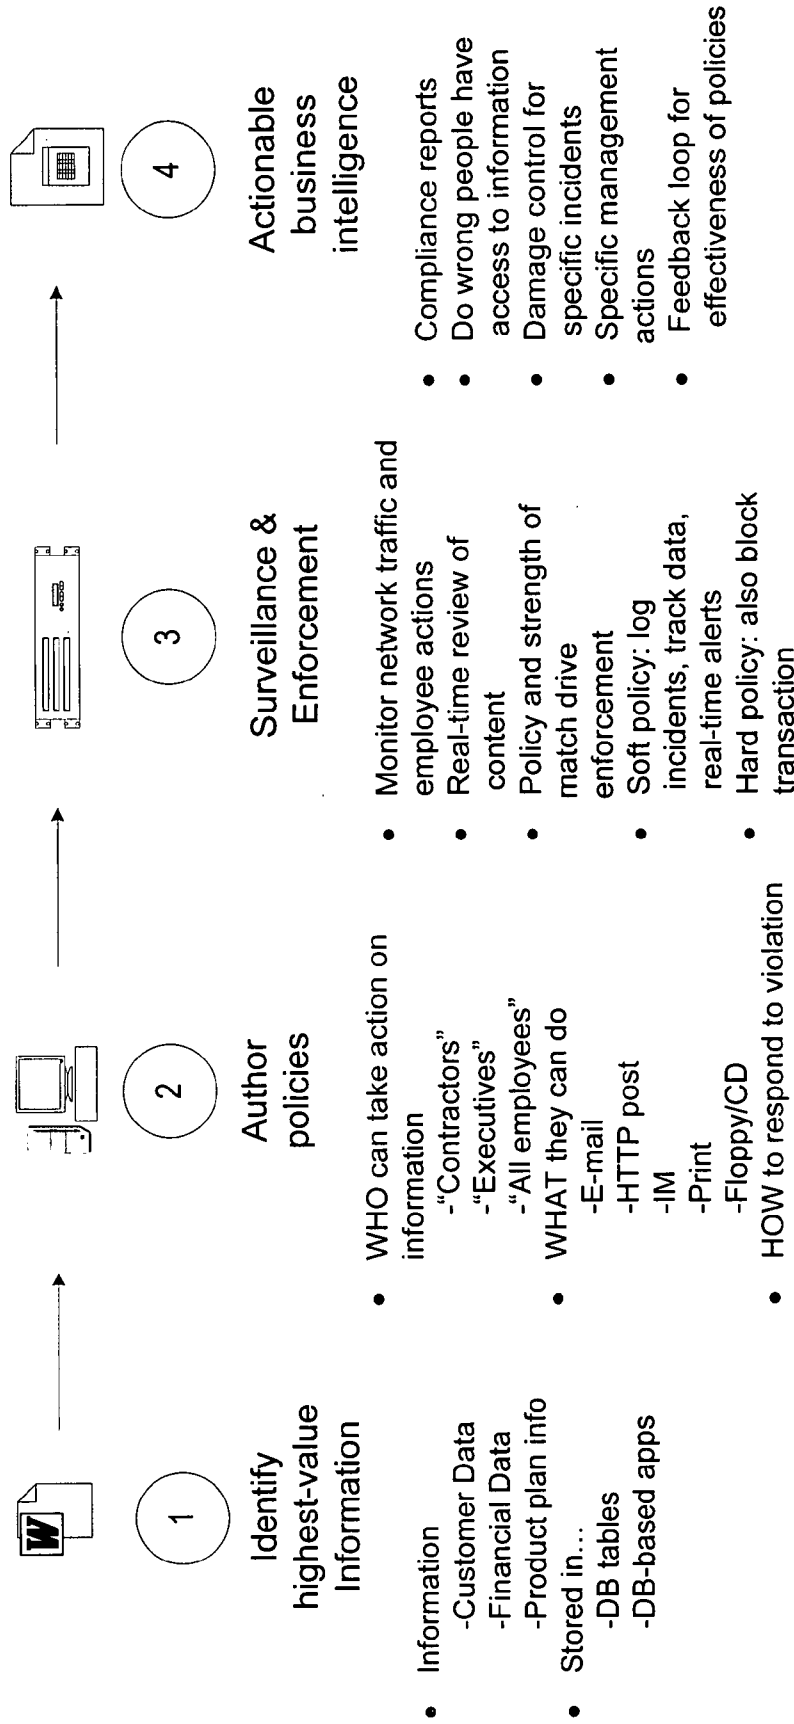 W
1
Identify
highest-value
Information
• Information
-Customer Data
-Financial Data
-Product plan info
• Stored in...
-DB tables
-DB-based apps
2
Author
policies
• WHO can take action on
information
-“Contractors”
-“Executives”
-“All employees”
• WHAT they can do
-E-mail
-HTTP post
-IM
-Print
-Floppy/CD
• HOW to respond to violation
3
Surveillance &
Enforcement
• Monitor network traffic and
employee actions
• Real-time review of
content
• Policy and strength of
match drive
enforcement
• Soft policy: log
incidents, track data,
real-time alerts
• Hard policy: also block
transaction
4
Actionable
business
intelligence
• Compliance reports
• Do wrong people have
access to information
• Damage control for
specific incidents
• Specific management
actions
• Feedback loop for
effectiveness of policies